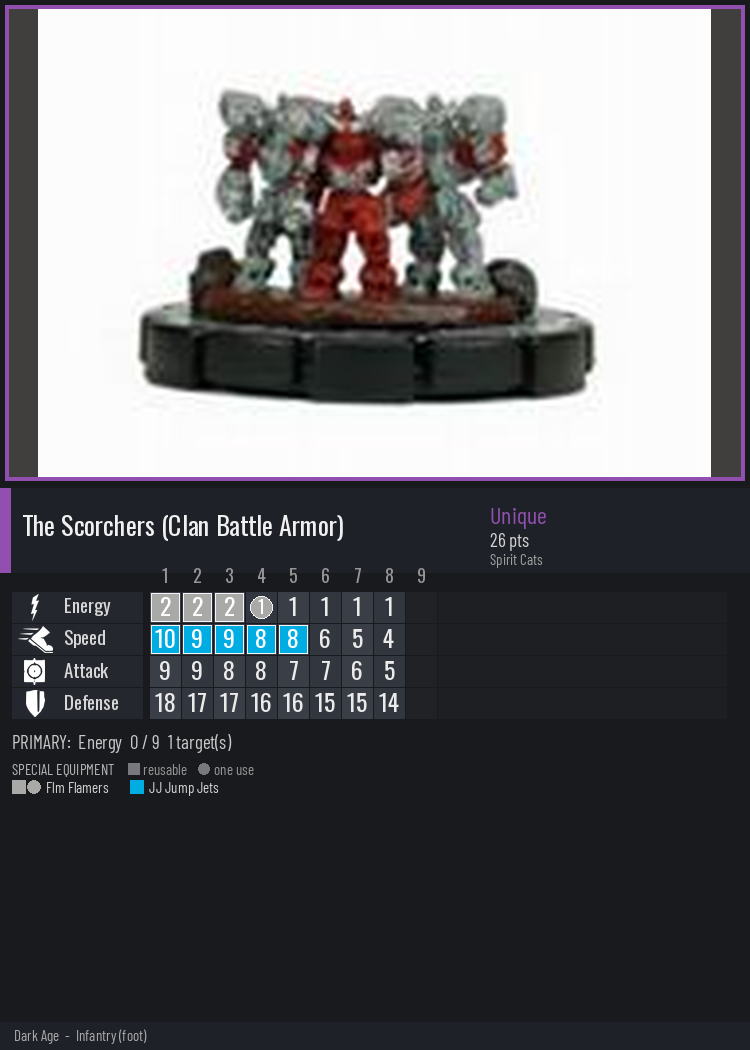 The Scorchers (Clan Battle Armor)
Unique
26 pts
Spirit Cats
1 2 3 4 5 6 7 8 9
Energy 2 2 2 1 1 1 1 1
Speed 10 9 9 8 8 6 5 4
Attack 9 9 8 8 7 7 6 5
Defense 18 17 17 16 16 15 15 14
PRIMARY: Energy 0 / 9 1 target(s)
SPECIAL EQUIPMENT reusable one use
Flm Flamers JJ Jump Jets
Dark Age - Infantry (foot)